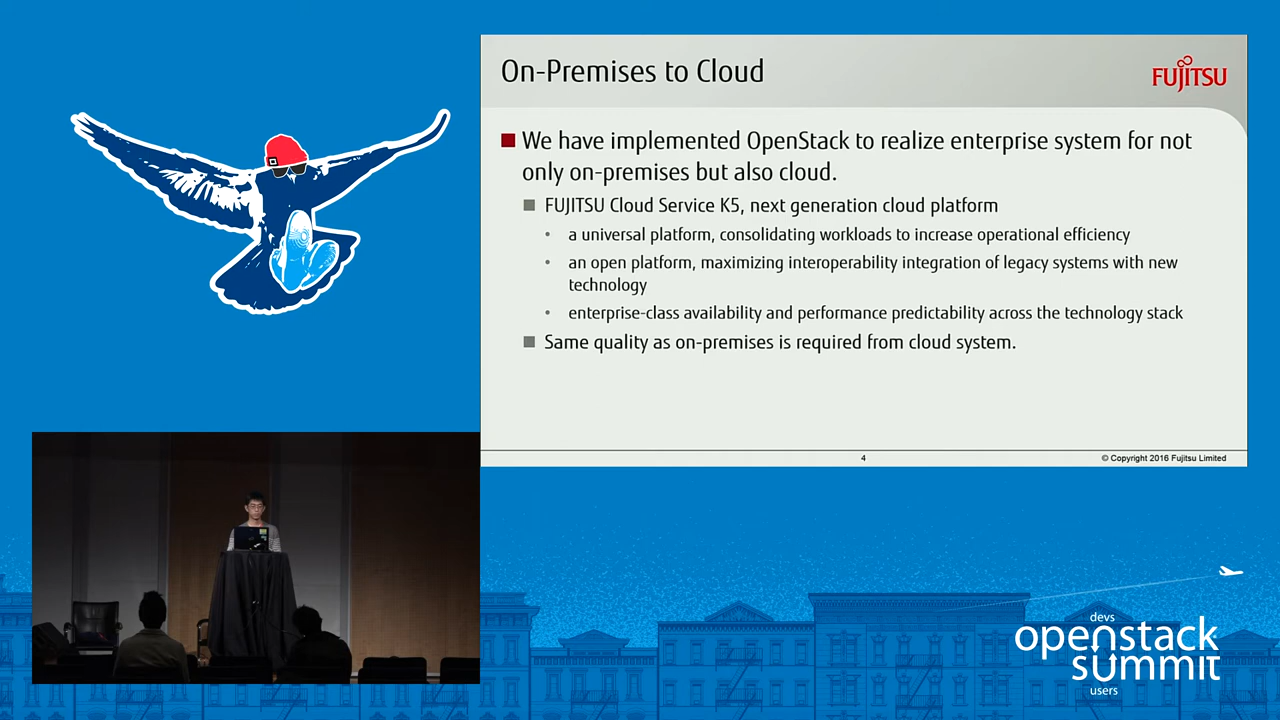 On-Premises to Cloud
FUJITSU
We have implemented OpenStack to realize enterprise system for not
only on-premises but also cloud.
FUJITSU Cloud Service K5, next generation cloud platform
• a universal platform, consolidating workloads to increase operational efficiency
• an open platform, maximizing interoperability integration of legacy systems with new
technology
• enterprise-class availability and performance predictability across the technology stack
Same quality as on-premises is required from cloud system.
4
© Copyright 2016 Fujitsu Limited
devs
openstack
summit
users